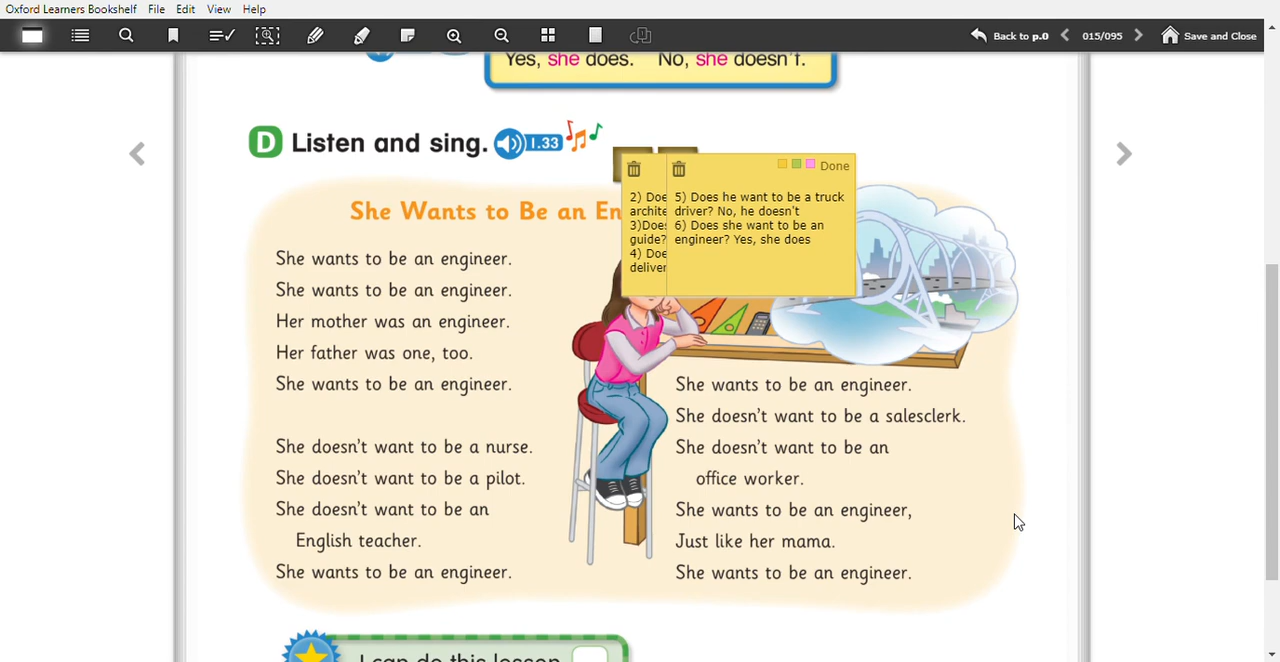 Oxford Learners Bookshelf File Edit View Help
Back to p.0 015/095 Save and Close
Yes, she does. No, she doesn't.
D Listen and sing. 1.33
She Wants to Be an En
Done
2) Doe
archite
3)Does
guide?
4) Doe
deliver
5) Does he want to be a truck
driver? No, he doesn't
6) Does she want to be an
engineer? Yes, she does
She wants to be an engineer.
She wants to be an engineer.
Her mother was an engineer.
Her father was one, too.
She wants to be an engineer.
She doesn't want to be a nurse.
She doesn't want to be a pilot.
She doesn't want to be an
English teacher.
She wants to be an engineer.
She wants to be an engineer.
She doesn't want to be a salesclerk.
She doesn't want to be an
office worker.
She wants to be an engineer,
Just like her mama.
She wants to be an engineer.
I can do this lesson